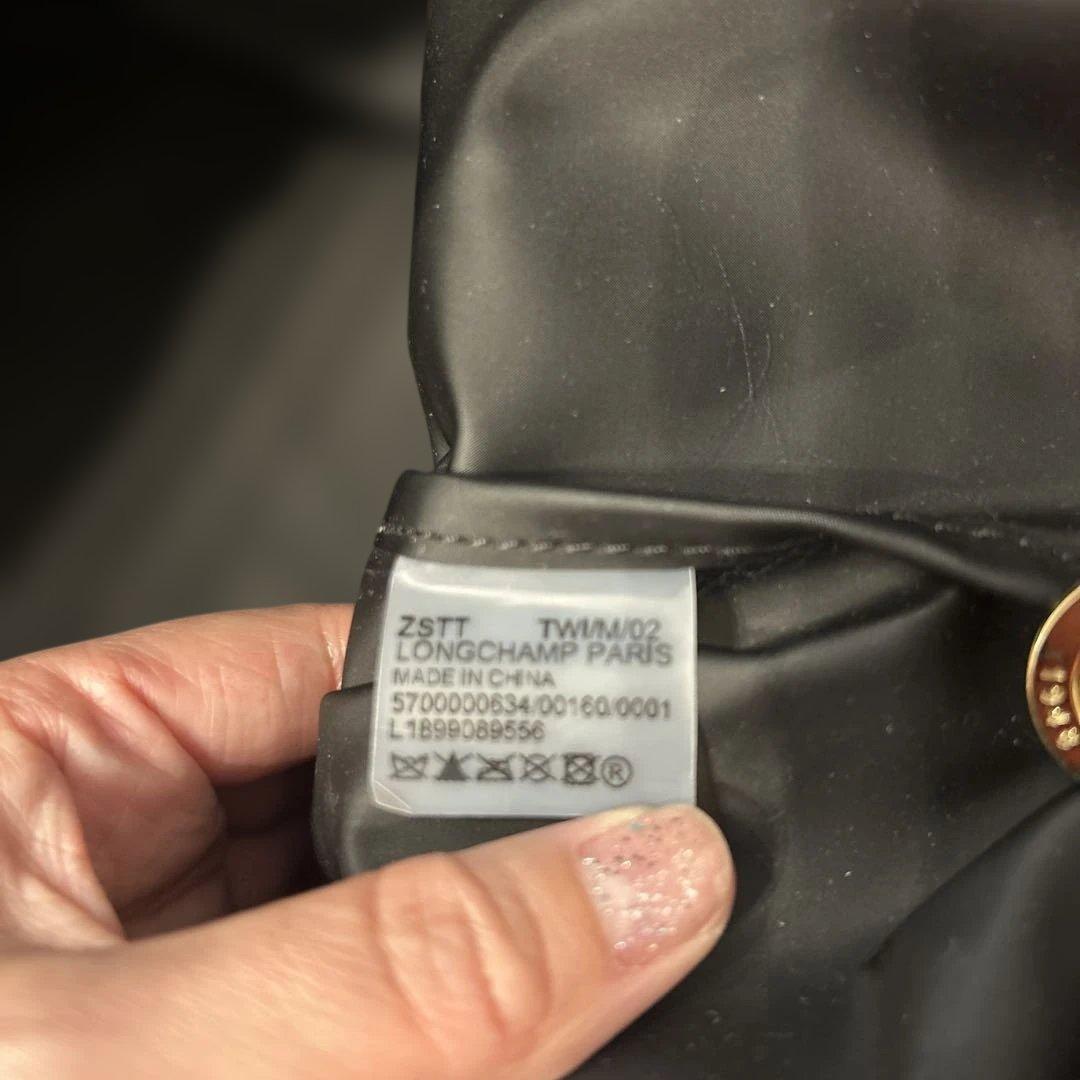 ZSTT TWI/M/02
LONGCHAMP PARIS
MADE IN CHINA
5700000634/00160/0001
L1899089556
®